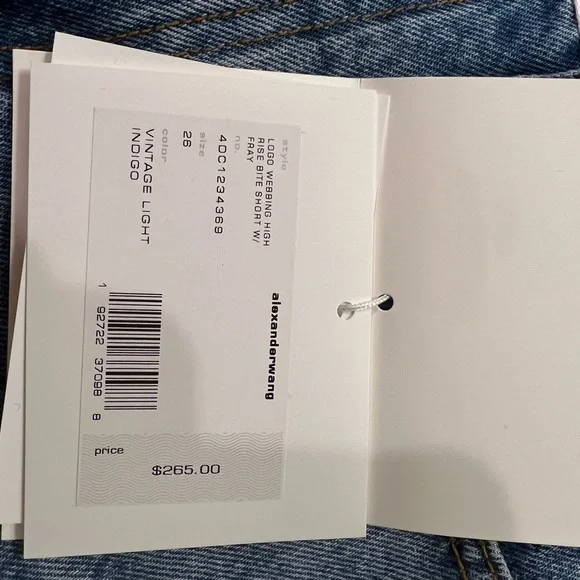 alexanderwang
style
LOGO WEBBING HIGH
RISE BITE SHORT W/
FRAY
no.
4DC1234369
size
26
color
VINTAGE LIGHT
INDIGO
1 92722 37098 8
price
$265.00